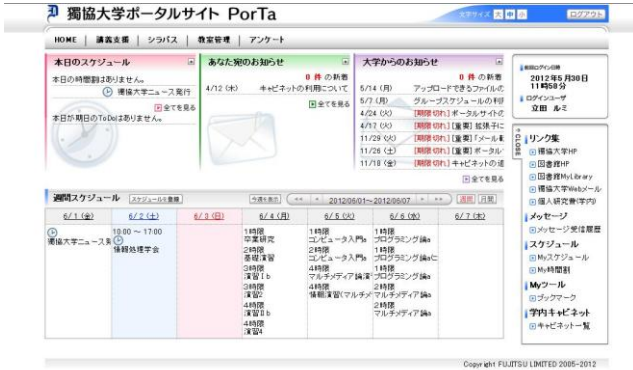 獨協大学ポータルサイト PorTa
文字サイズ 大 中 小
ログアウト
HOME | 講義支援 | シラバス | 教室管理 | アンケート
本日のスケジュール
本日の時間割はありません。
獨協大学ニュース発行
全てを見る
本日が期日のToDoはありません。
あなた宛のお知らせ
0 件 の新着
4/12 (木) キャビネットの利用について
全てを見る
大学からのお知らせ
0 件 の新着
5/14 (月) アップロードできるファイルの
5/7 (月) グループスケジュールの利用
4/24 (火) [期限切れ] ポータルサイトの
4/17 (火) [期限切れ] [重要] 拡張子に
11/29 (火) [期限切れ] [重要] 「メール
11/26 (土) [期限切れ] [重要] ポータル
11/18 (金) [期限切れ] キャビネットの
全てを見る
前回ログイン日時
2012年5月30日
11時58分
ログインユーザ
立田 ルミ
CLOSE
リンク集
獨協大学HP
図書館HP
図書館MyLibrary
獨協大学Webメール
個人研究費(学内)
メッセージ
メッセージ受信履歴
スケジュール
Myスケジュール
My時間割
Myツール
ブックマーク
学内キャビネット
キャビネット一覧
週間スケジュール
スケジュールを登録
今週を表示
2012/06/01~2012/06/07
週間 月間
6/1 (金) 6/2 (土) 6/3 (日) 6/4 (月) 6/5 (火) 6/6 (水) 6/7 (木)
獨協大学ニュース発
10:00 ~ 17:00
情報処理学会
1時限
卒業研究
2時限
基礎演習
3時限
演習Ⅰb
3時限
演習2
4時限
演習Ⅱb
4時限
演習4
1時限
コンピュータ入門a
2時限
コンピュータ入門a
4時限
マルチメディア論演
4時限
情報演習(マルチメ
1時限
プログラミング論a
1時限
プログラミング論a
1時限
プログラミング論a
2時限
マルチメディア論a
2時限
マルチメディア論a
Copyright FUJITSU LIMITED 2005-2012